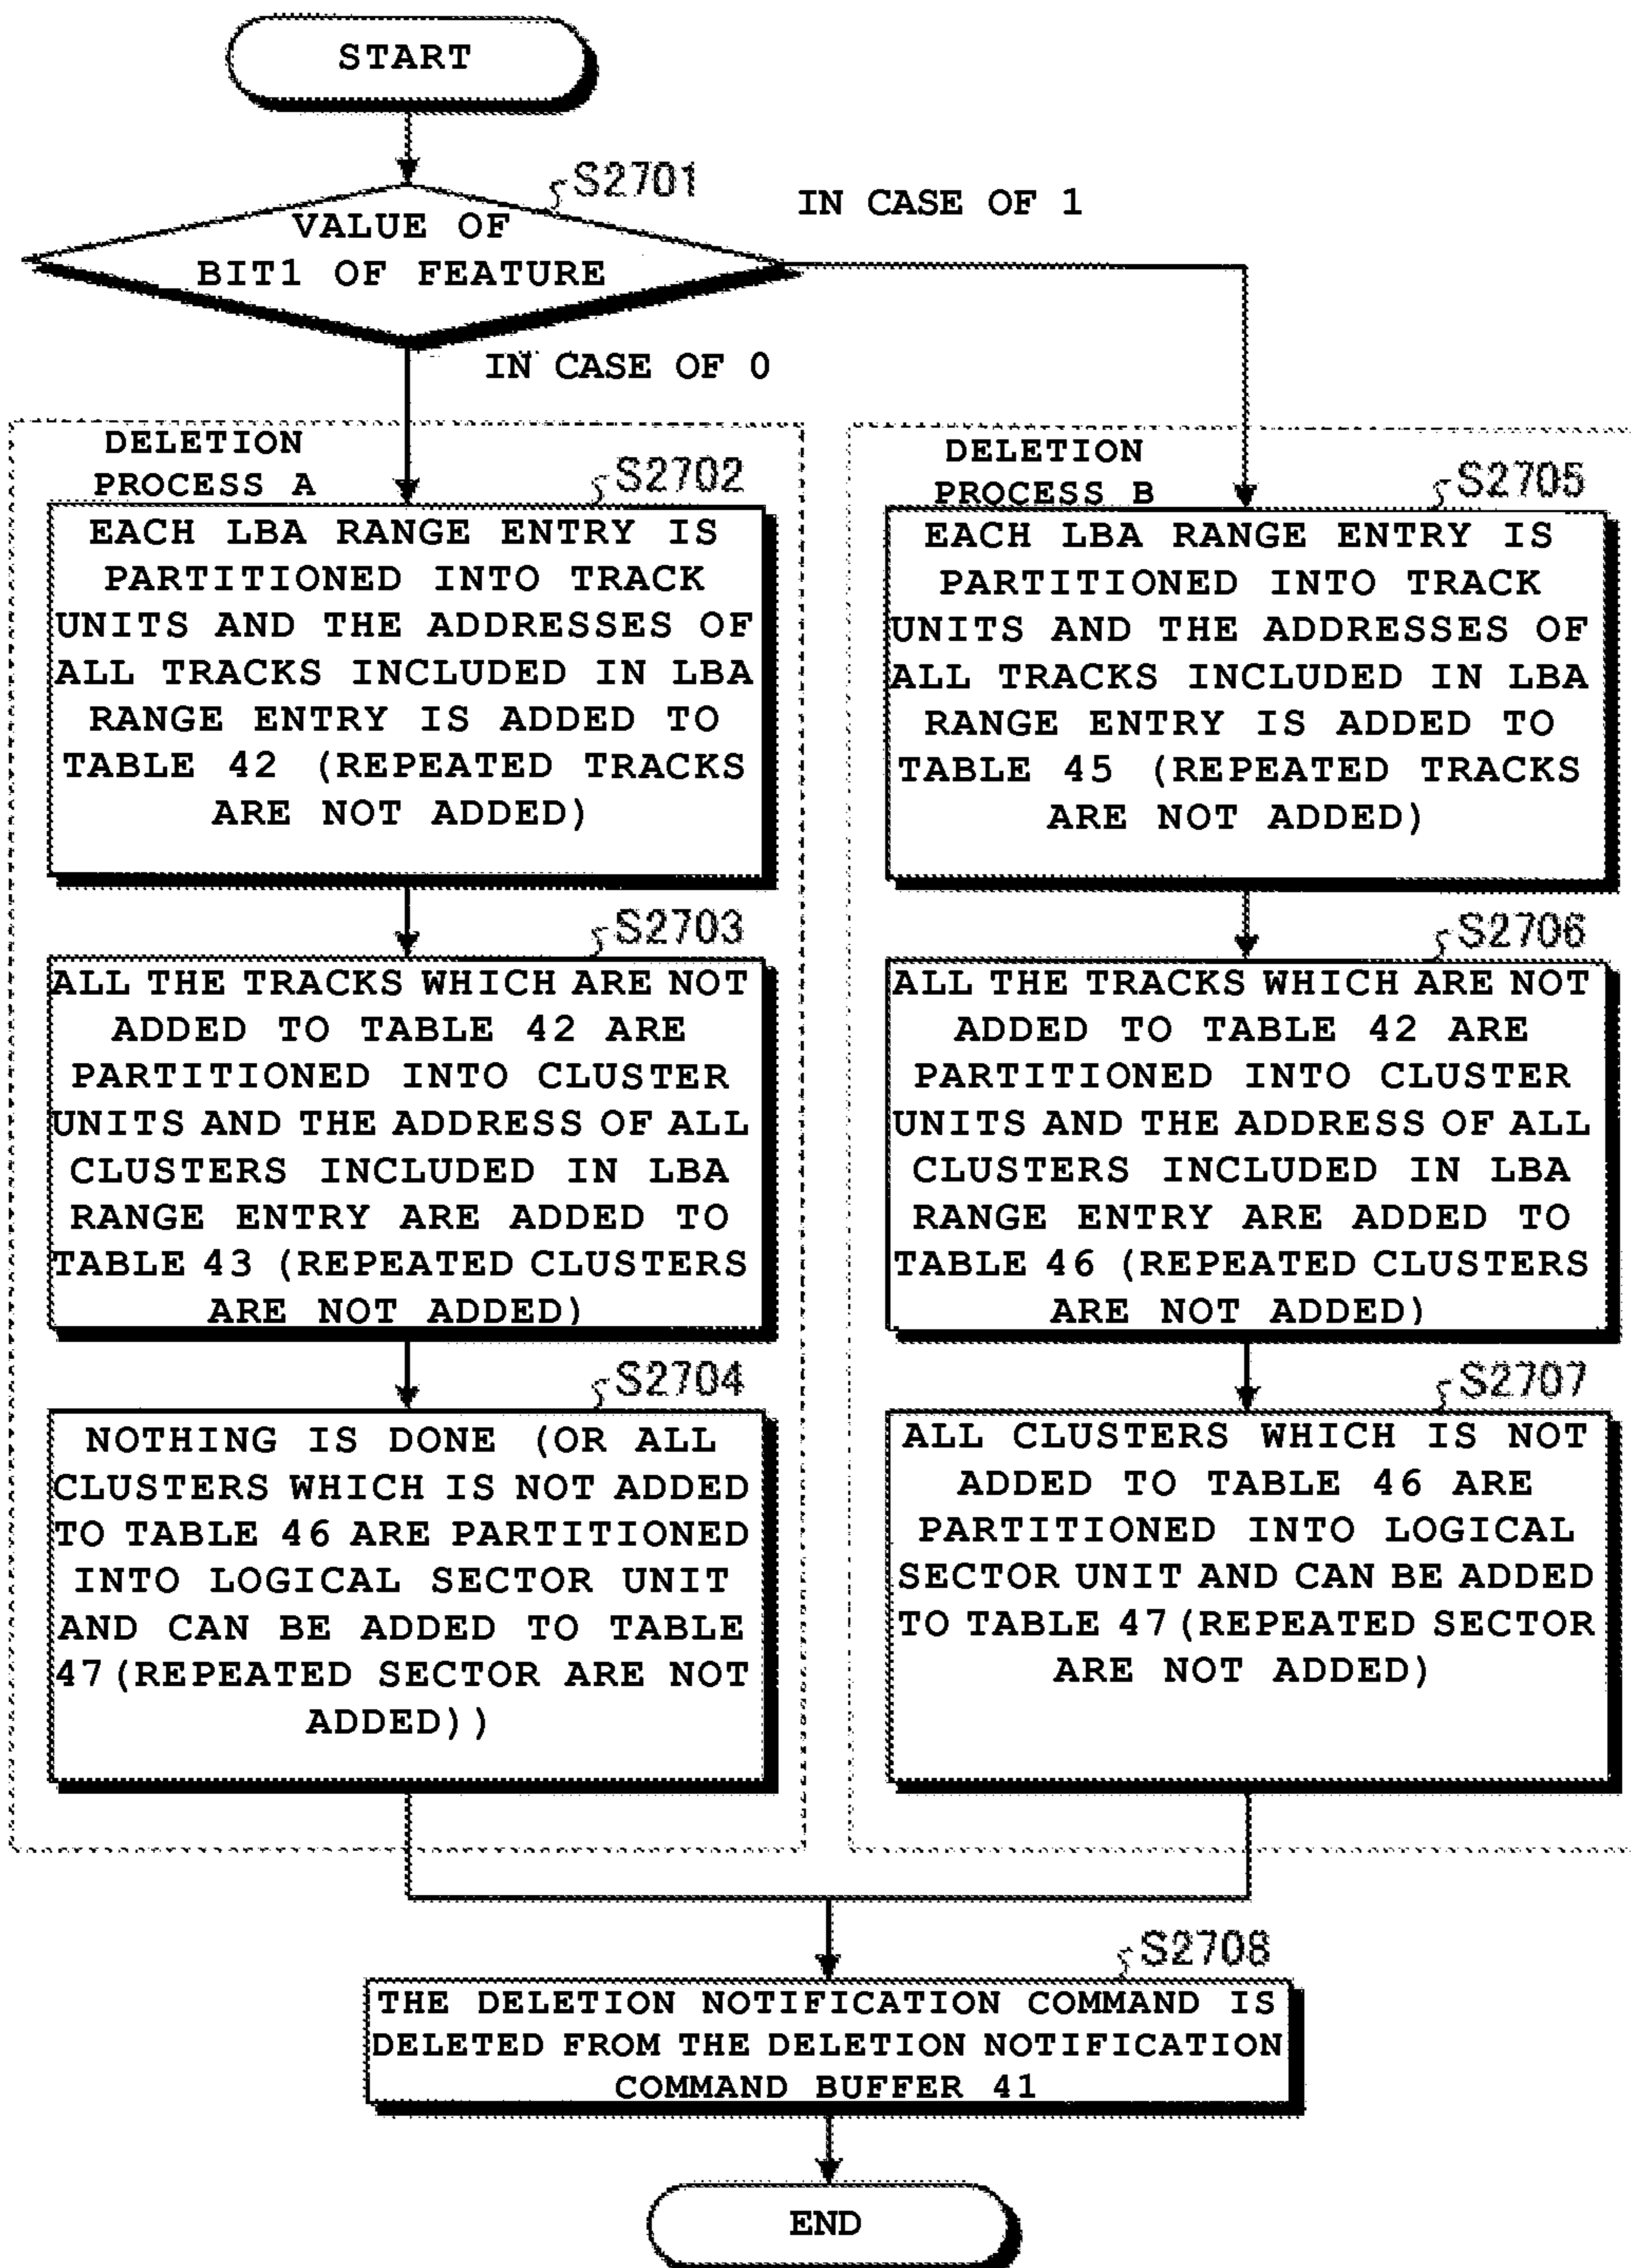 START
S2701
VALUE OF
BIT1 OF FEATURE
IN CASE OF 1
IN CASE OF 0
DELETION
PROCESS A
S2702
EACH LBA RANGE ENTRY IS
PARTITIONED INTO TRACK
UNITS AND THE ADDRESSES OF
ALL TRACKS INCLUDED IN LBA
RANGE ENTRY IS ADDED TO
TABLE 42 (REPEATED TRACKS
ARE NOT ADDED)
S2703
ALL THE TRACKS WHICH ARE NOT
ADDED TO TABLE 42 ARE
PARTITIONED INTO CLUSTER
UNITS AND THE ADDRESS OF ALL
CLUSTERS INCLUDED IN LBA
RANGE ENTRY ARE ADDED TO
TABLE 43 (REPEATED CLUSTERS
ARE NOT ADDED)
S2704
NOTHING IS DONE (OR ALL
CLUSTERS WHICH IS NOT ADDED
TO TABLE 46 ARE PARTITIONED
INTO LOGICAL SECTOR UNIT
AND CAN BE ADDED TO TABLE
47(REPEATED SECTOR ARE NOT
ADDED))
DELETION
PROCESS B
S2705
EACH LBA RANGE ENTRY IS
PARTITIONED INTO TRACK
UNITS AND THE ADDRESSES OF
ALL TRACKS INCLUDED IN LBA
RANGE ENTRY IS ADDED TO
TABLE 45 (REPEATED TRACKS
ARE NOT ADDED)
S2706
ALL THE TRACKS WHICH ARE NOT
ADDED TO TABLE 42 ARE
PARTITIONED INTO CLUSTER
UNITS AND THE ADDRESS OF ALL
CLUSTERS INCLUDED IN LBA
RANGE ENTRY ARE ADDED TO
TABLE 46 (REPEATED CLUSTERS
ARE NOT ADDED)
S2707
ALL CLUSTERS WHICH IS NOT
ADDED TO TABLE 46 ARE
PARTITIONED INTO LOGICAL
SECTOR UNIT AND CAN BE ADDED
TO TABLE 47(REPEATED SECTOR
ARE NOT ADDED)
S2708
THE DELETION NOTIFICATION COMMAND IS
DELETED FROM THE DELETION NOTIFICATION
COMMAND BUFFER 41
END